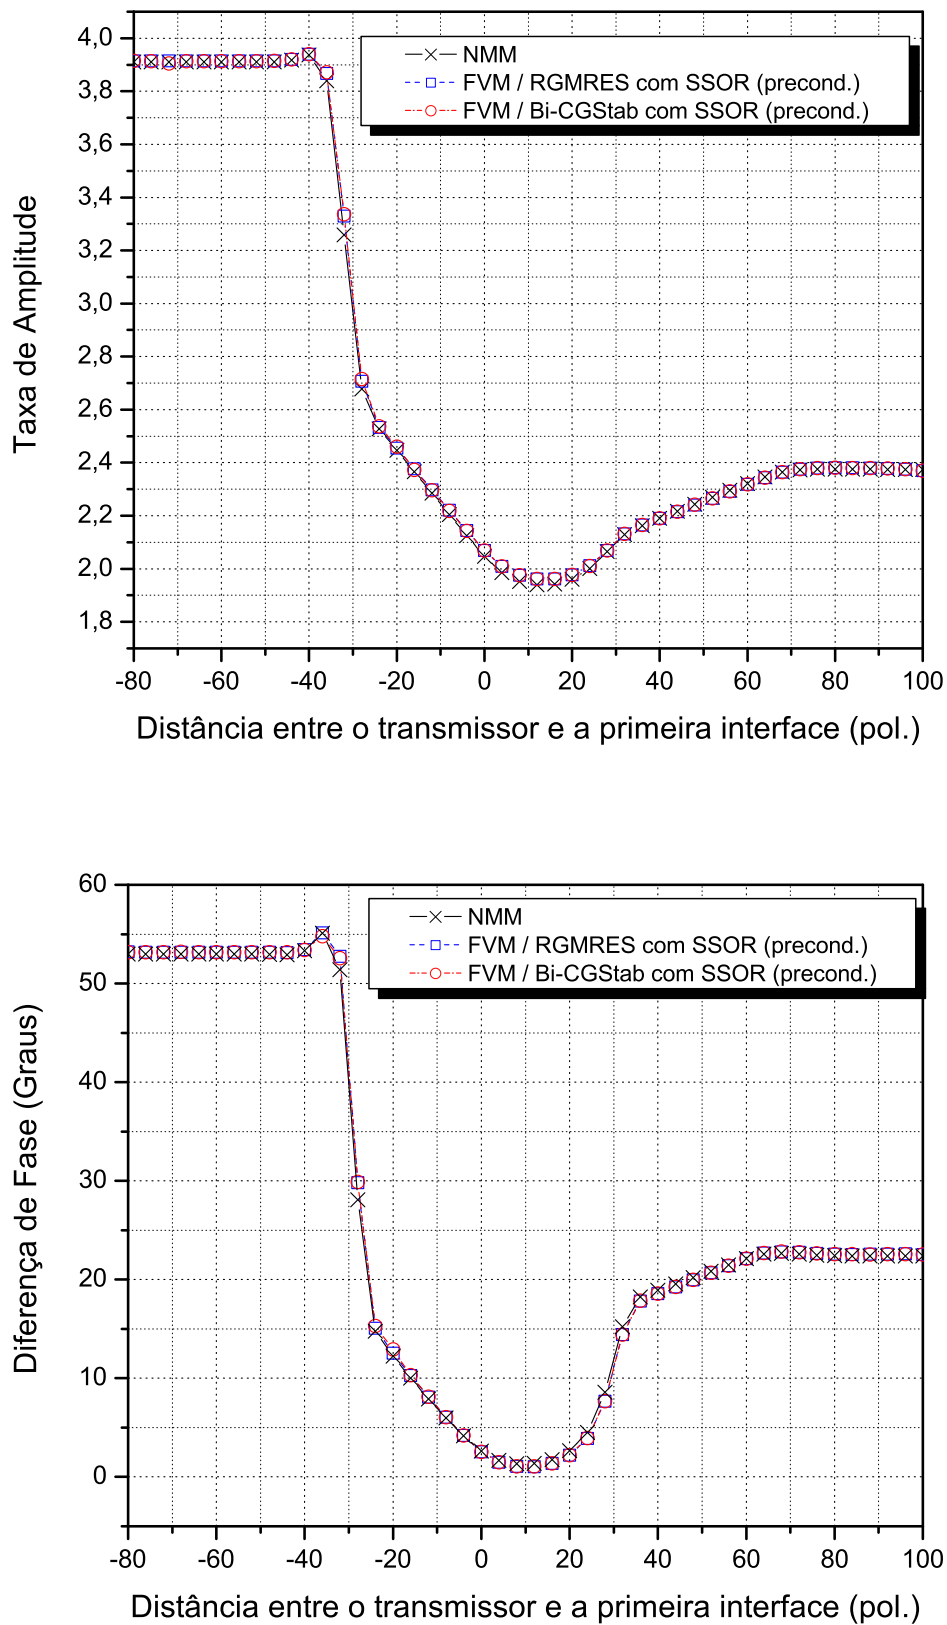 4,0
3,8
3,6
3,4
3,2
3,0
2,8
2,6
2,4
2,2
2,0
1,8
Taxa de Amplitude
NMM
FVM / RGMRES com SSOR (precond.)
FVM / Bi-CGStab com SSOR (precond.)
-80 -60 -40 -20 0 20 40 60 80 100
Distância entre o transmissor e a primeira interface (pol.)
60
50
40
30
20
10
0
Diferença de Fase (Graus)
NMM
FVM / RGMRES com SSOR (precond.)
FVM / Bi-CGStab com SSOR (precond.)
-80 -60 -40 -20 0 20 40 60 80 100
Distância entre o transmissor e a primeira interface (pol.)